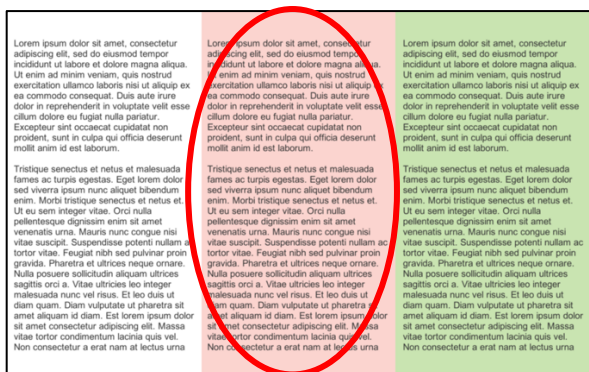 Lorem ipsum dolor sit amet, consectetur
adipiscing elit, sed do eiusmod tempor
incididunt ut labore et dolore magna aliqua.
Ut enim ad minim veniam, quis nostrud
exercitation ullamco laboris nisi ut aliquip ex
ea commodo consequat. Duis aute irure
dolor in reprehenderit in voluptate velit esse
cillum dolore eu fugiat nulla pariatur.
Excepteur sint occaecat cupidatat non
proident, sunt in culpa qui officia deserunt
mollit anim id est laborum.
Tristique senectus et netus et malesuada
fames ac turpis egestas. Eget lorem dolor
sed viverra ipsum nunc aliquet bibendum
enim. Morbi tristique senectus et netus et.
Ut eu sem integer vitae. Orci nulla
pellentesque dignissim enim sit amet
venenatis urna. Mauris nunc congue nisi
vitae suscipit. Suspendisse potenti nullam a
tortor vitae. Feugiat nibh sed pulvinar proin
gravida. Pharetra et ultrices neque ornare.
Nulla posuere sollicitudin aliquam ultrices
sagittis orci a. Vitae ultricies leo integer
malesuada nunc vel risus. Et leo duis ut
diam quam. Diam vulputate ut pharetra sit
amet aliquam id diam. Est lorem ipsum dolor
sit amet consectetur adipiscing elit. Massa
vitae tortor condimentum lacinia quis vel.
Non consectetur a erat nam at lectus urna
Lorem ipsum dolor sit amet, consectetur
adipiscing elit, sed do eiusmod tempor
incididunt ut labore et dolore magna aliqua.
Ut enim ad minim veniam, quis nostrud
exercitation ullamco laboris nisi ut aliquip ex
ea commodo consequat. Duis aute irure
dolor in reprehenderit in voluptate velit esse
cillum dolore eu fugiat nulla pariatur.
Excepteur sint occaecat cupidatat non
proident, sunt in culpa qui officia deserunt
mollit anim id est laborum.
Tristique senectus et netus et malesuada
fames ac turpis egestas. Eget lorem dolor
sed viverra ipsum nunc aliquet bibendum
enim. Morbi tristique senectus et netus et.
Ut eu sem integer vitae. Orci nulla
pellentesque dignissim enim sit amet
venenatis urna. Mauris nunc congue nisi
vitae suscipit. Suspendisse potenti nullam ac
tortor vitae. Feugiat nibh sed pulvinar proin
gravida. Pharetra et ultrices neque ornare.
Nulla posuere sollicitudin aliquam ultrices
sagittis orci a. Vitae ultricies leo integer
malesuada nunc vel risus. Et leo duis ut
diam quam. Diam vulputate ut pharetra sit
amet aliquam id diam. Est lorem ipsum dolor
sit amet consectetur adipiscing elit. Massa
vitae tortor condimentum lacinia quis vel.
Non consectetur a erat nam at lectus urna
Lorem ipsum dolor sit amet, consectetur
adipiscing elit, sed do eiusmod tempor
incididunt ut labore et dolore magna aliqua.
Ut enim ad minim veniam, quis nostrud
exercitation ullamco laboris nisi ut aliquip ex
ea commodo consequat. Duis aute irure
dolor in reprehenderit in voluptate velit esse
cillum dolore eu fugiat nulla pariatur.
Excepteur sint occaecat cupidatat non
proident, sunt in culpa qui officia deserunt
mollit anim id est laborum.
Tristique senectus et netus et malesuada
fames ac turpis egestas. Eget lorem dolor
sed viverra ipsum nunc aliquet bibendum
enim. Morbi tristique senectus et netus et.
Ut eu sem integer vitae. Orci nulla
pellentesque dignissim enim sit amet
venenatis urna. Mauris nunc congue nisi
vitae suscipit. Suspendisse potenti nullam ac
tortor vitae. Feugiat nibh sed pulvinar proin
gravida. Pharetra et ultrices neque ornare.
Nulla posuere sollicitudin aliquam ultrices
sagittis orci a. Vitae ultricies leo integer
malesuada nunc vel risus. Et leo duis ut
diam quam. Diam vulputate ut pharetra sit
amet aliquam id diam. Est lorem ipsum dolor
sit amet consectetur adipiscing elit. Massa
vitae tortor condimentum lacinia quis vel.
Non consectetur a erat nam at lectus urna